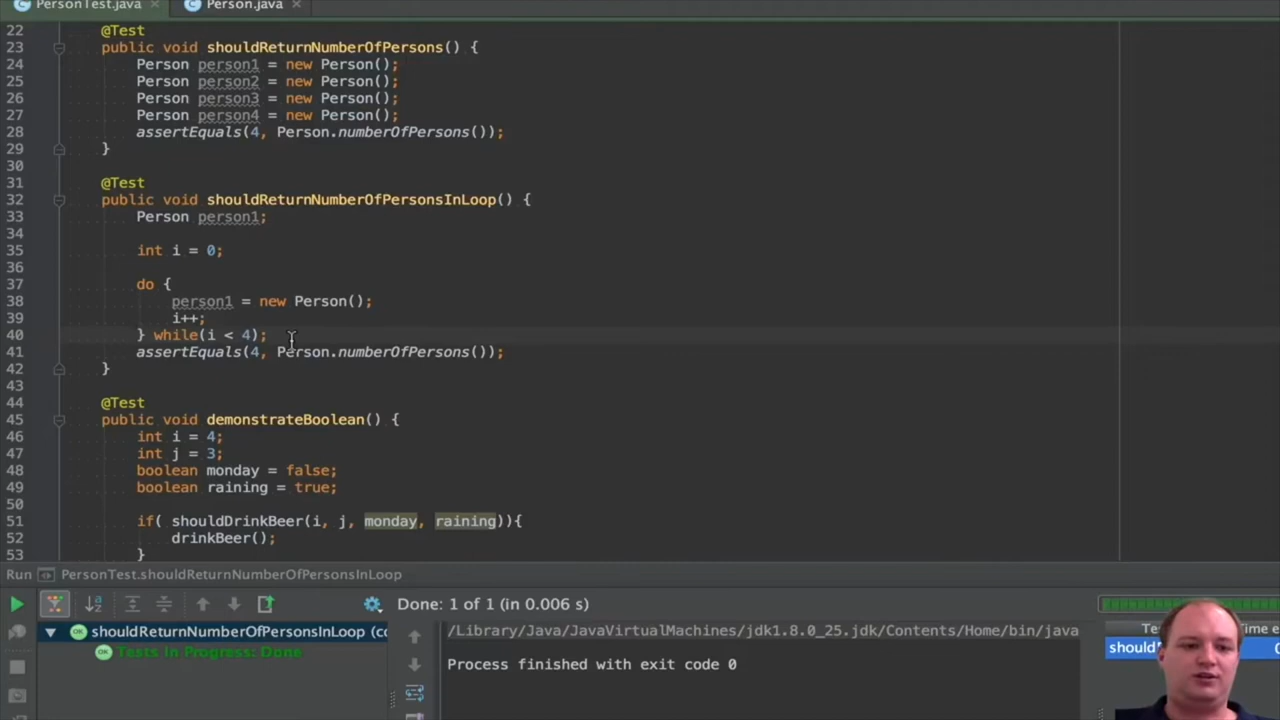 PersonTest.java Person.java
22 @Test
23 public void shouldReturnNumberOfPersons() {
24 Person person1 = new Person();
25 Person person2 = new Person();
26 Person person3 = new Person();
27 Person person4 = new Person();
28 assertEquals(4, Person.numberOfPersons());
29 }
30
31 @Test
32 public void shouldReturnNumberOfPersonsInLoop() {
33 Person person1;
34
35 int i = 0;
36
37 do {
38 person1 = new Person();
39 i++;
40 } while(i < 4);
41 assertEquals(4, Person.numberOfPersons());
42 }
43
44 @Test
45 public void demonstrateBoolean() {
46 int i = 4;
47 int j = 3;
48 boolean monday = false;
49 boolean raining = true;
50
51 if( shouldDrinkBeer(i, j, monday, raining)){
52 drinkBeer();
53 }
Run PersonTest.shouldReturnNumberOfPersonsInLoop
Done: 1 of 1 (in 0.006 s)
shouldReturnNumberOfPersonsInLoop (co
Tests In Progress: Done
/Library/Java/JavaVirtualMachines/jdk1.8.0_25.jdk/Contents/Home/bin/java
Process finished with exit code 0